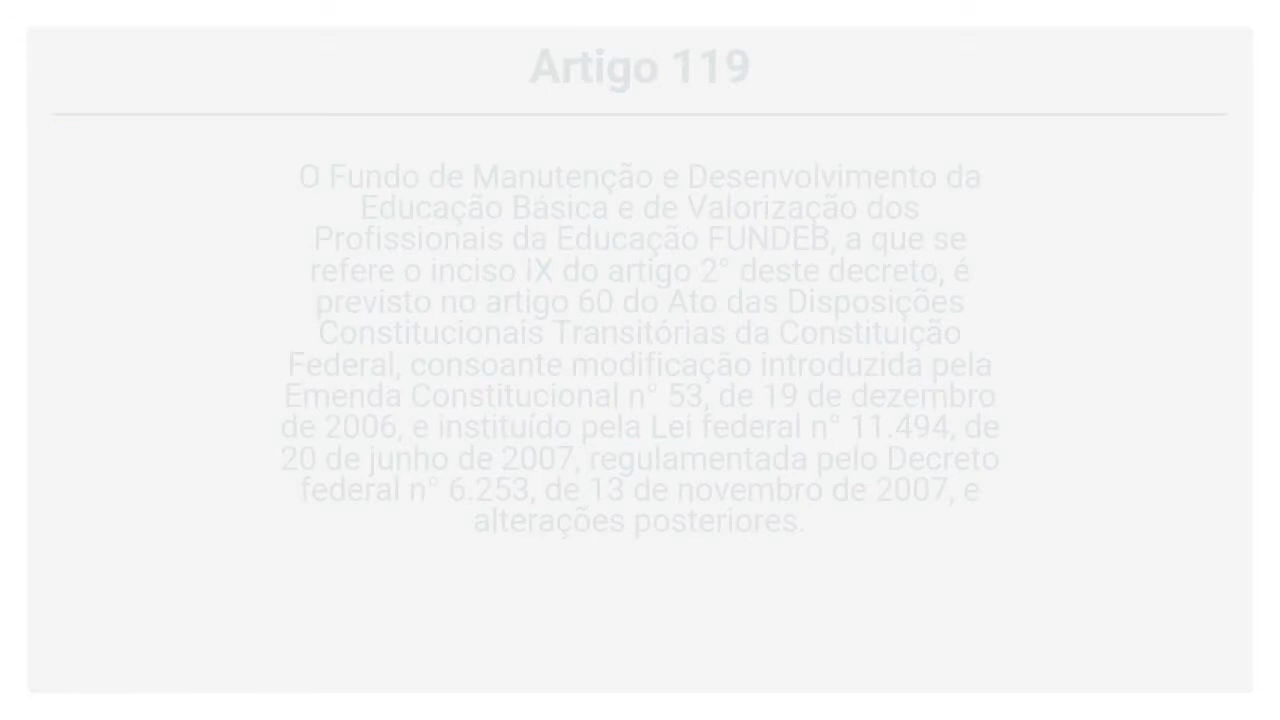 Artigo 119
O Fundo de Manutenção e Desenvolvimento da
Educação Básica e de Valorização dos
Profissionais da Educação FUNDEB, a que se
refere o inciso IX do artigo 2° deste decreto, é
previsto no artigo 60 do Ato das Disposições
Constitucionais Transitórias da Constituição
Federal, consoante modificação introduzida pela
Emenda Constitucional n° 53, de 19 de dezembro
de 2006, e instituído pela Lei federal n° 11.494, de
20 de junho de 2007, regulamentada pelo Decreto
federal n° 6.253, de 13 de novembro de 2007, e
alterações posteriores.